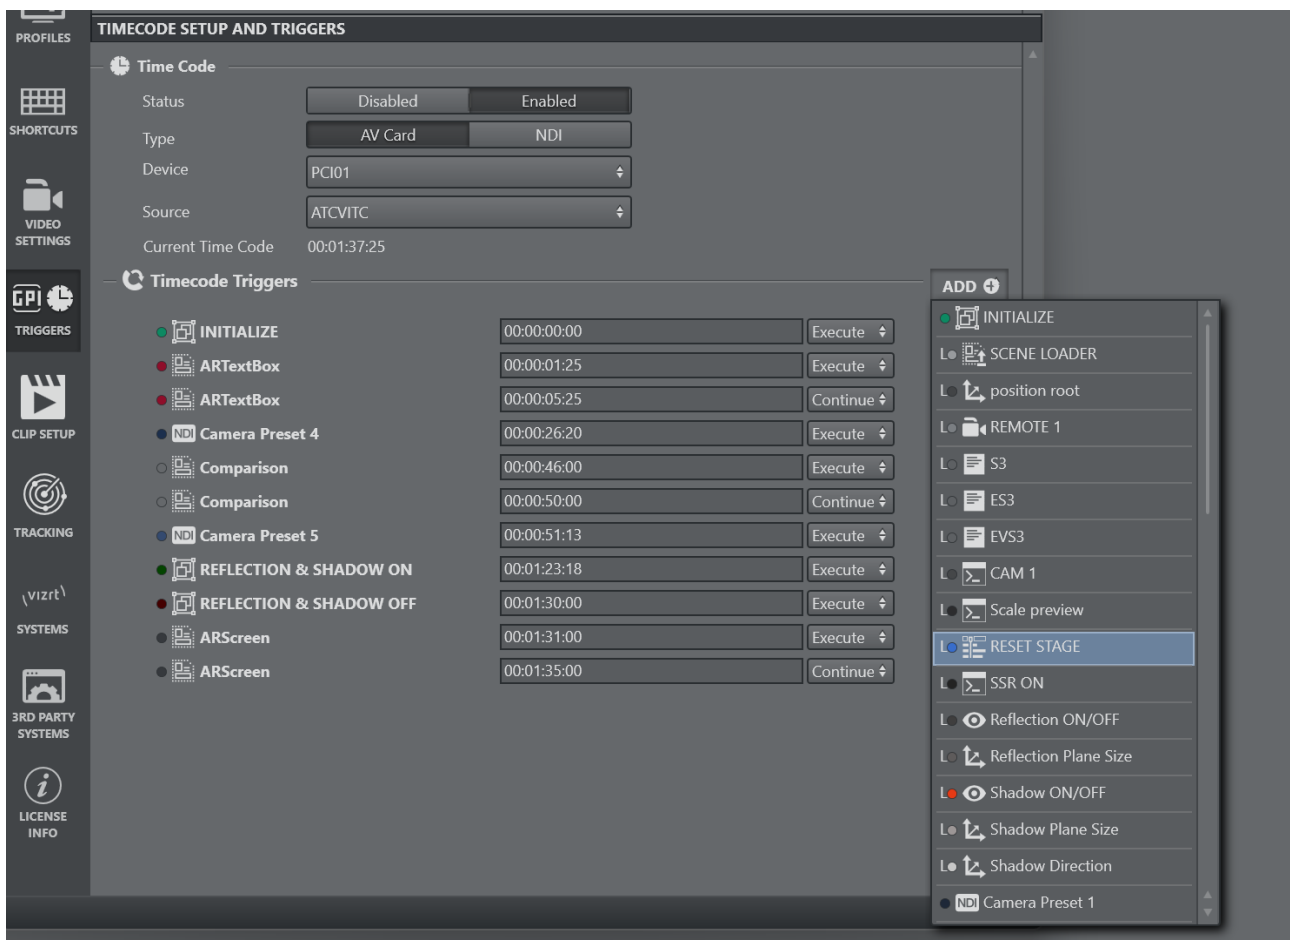 PROFILES
SHORTCUTS
VIDEO
SETTINGS
GPI
TRIGGERS
CLIP SETUP
TRACKING
vizrt
SYSTEMS
3RD PARTY
SYSTEMS
LICENSE
INFO
TIMECODE SETUP AND TRIGGERS
Time Code
Status Disabled Enabled
Type AV Card NDI
Device PCI01
Source ATCVITC
Current Time Code 00:01:37:25
Timecode Triggers
INITIALIZE 00:00:00:00 Execute
ARTextBox 00:00:01:25 Execute
ARTextBox 00:00:05:25 Continue
NDI Camera Preset 4 00:00:26:20 Execute
Comparison 00:00:46:00 Execute
Comparison 00:00:50:00 Continue
NDI Camera Preset 5 00:00:51:13 Execute
REFLECTION & SHADOW ON 00:01:23:18 Execute
REFLECTION & SHADOW OFF 00:01:30:00 Execute
ARScreen 00:01:31:00 Execute
ARScreen 00:01:35:00 Continue
ADD
INITIALIZE
L SCENE LOADER
L position root
L REMOTE 1
L S3
L ES3
L EVS3
L CAM 1
L Scale preview
L RESET STAGE
L SSR ON
L Reflection ON/OFF
L Reflection Plane Size
L Shadow ON/OFF
L Shadow Plane Size
L Shadow Direction
NDI Camera Preset 1